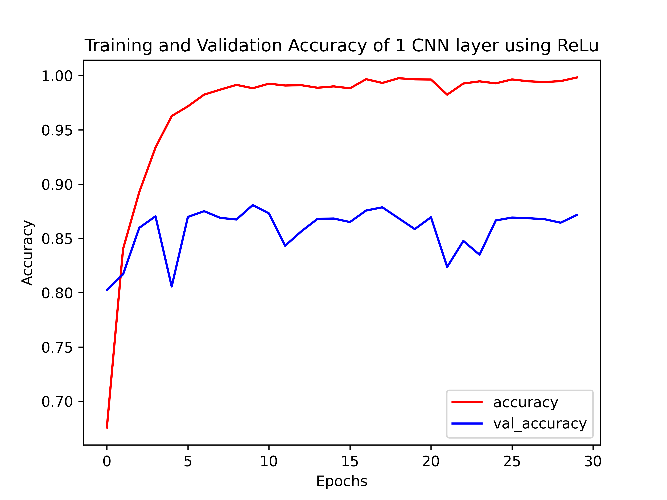 Training and Validation Accuracy of 1 CNN layer using ReLu
1.00
0.95
0.90
0.85
0.80
0.75
0.70
Accuracy
accuracy
val_accuracy
0 5 10 15 20 25 30
Epochs